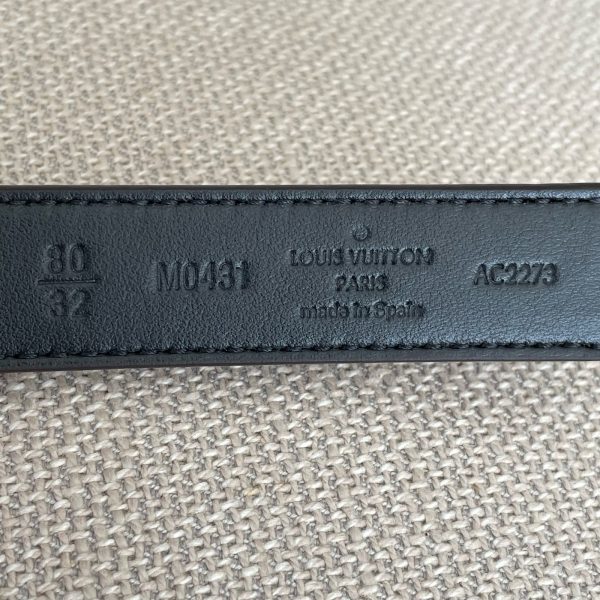 80
32
M0431
LOUIS VUITTON
PARIS
made in Spain
AC2273